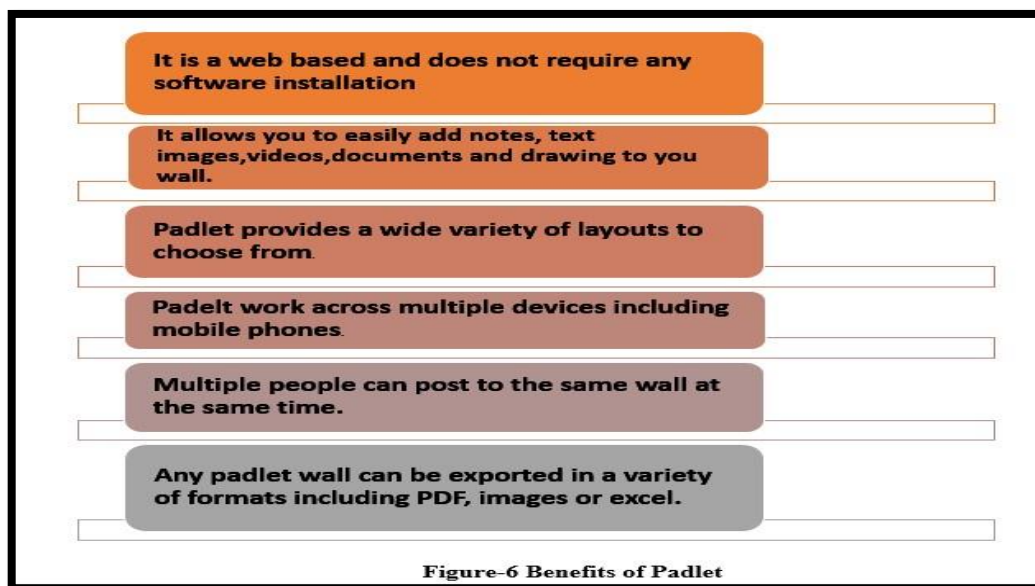 It is a web based and does not require any
software installation
It allows you to easily add notes, text
images,videos,documents and drawing to you
wall.
Padlet provides a wide variety of layouts to
choose from.
Padelt work across multiple devices including
mobile phones.
Multiple people can post to the same wall at
the same time.
Any padlet wall can be exported in a variety
of formats including PDF, images or excel.
Figure-6 Benefits of Padlet